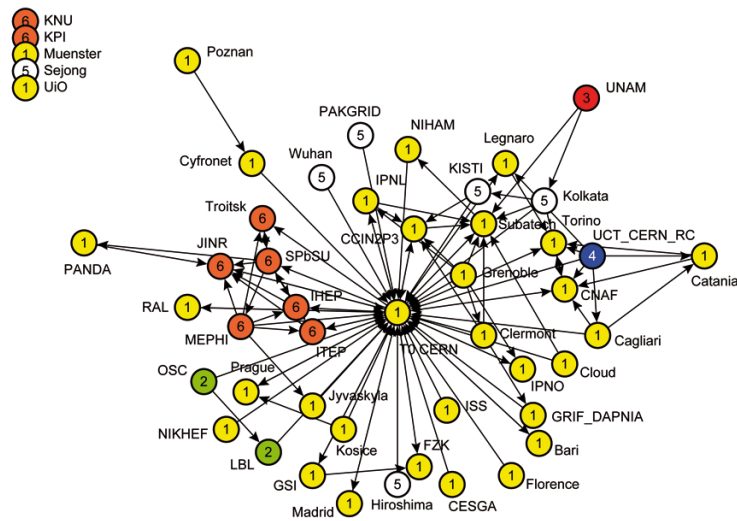 6 KNU
6 KPI
1 Muenster
5 Sejong
1 UiO
Poznan
1
UNAM
3
PAKGRID
5
NIHAM
1
Legnaro
1
Cyfronet
1
Wuhan
5
IPNL
1
KISTI
5
Kolkata
5
Troitsk
6
CCIN2P3
1
Subatech
1
Torino
1
UCT_CERN_RC
4
PANDA
1
JINR
6
SPbSU
6
Grenoble
1
CNAF
1
Catania
1
RAL
1
IHEP
6
T0 CERN
1
MEPHI
6
ITEP
6
Clermont
1
Cagliari
1
OSC
2
Prague
1
IPNO
1
Cloud
1
Jyvaskyla
1
ISS
1
GRIF_DAPNIA
1
NIKHEF
1
Kosice
1
Bari
1
LBL
2
FZK
1
GSI
1
Hiroshima
5
CESGA
1
Florence
1
Madrid
1